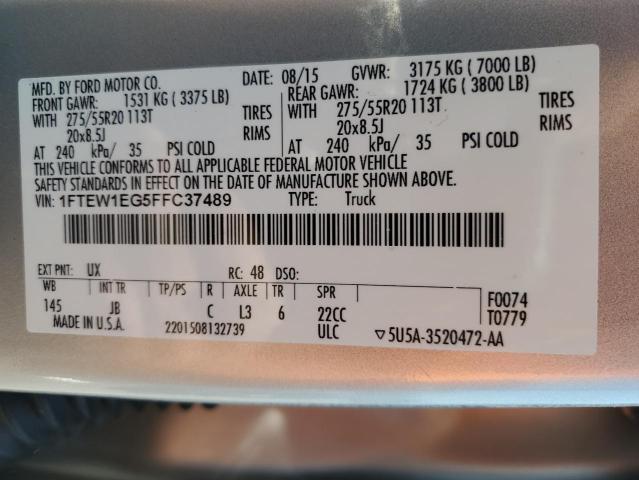 MFD. BY FORD MOTOR CO. DATE: 08/15 GVWR: 3175 KG ( 7000 LB)
FRONT GAWR: 1531 KG ( 3375 LB) REAR GAWR: 1724 KG ( 3800 LB)
WITH 275/55R20 113T TIRES WITH 275/55R20 113T TIRES
20x8.5J RIMS 20x8.5J RIMS
AT 240 kPa/ 35 PSI COLD AT 240 kPa/ 35 PSI COLD
THIS VEHICLE CONFORMS TO ALL APPLICABLE FEDERAL MOTOR VEHICLE
SAFETY STANDARDS IN EFFECT ON THE DATE OF MANUFACTURE SHOWN ABOVE.
VIN: 1FTEW1EG5FFC37489 TYPE: Truck
EXT PNT: UX RC: 48 DSO:
WB INT TR TP/PS R AXLE TR SPR F0074
145 JB C L3 6 22CC T0779
MADE IN U.S.A. 2201508132739 ULC ▽5U5A-3520472-AA